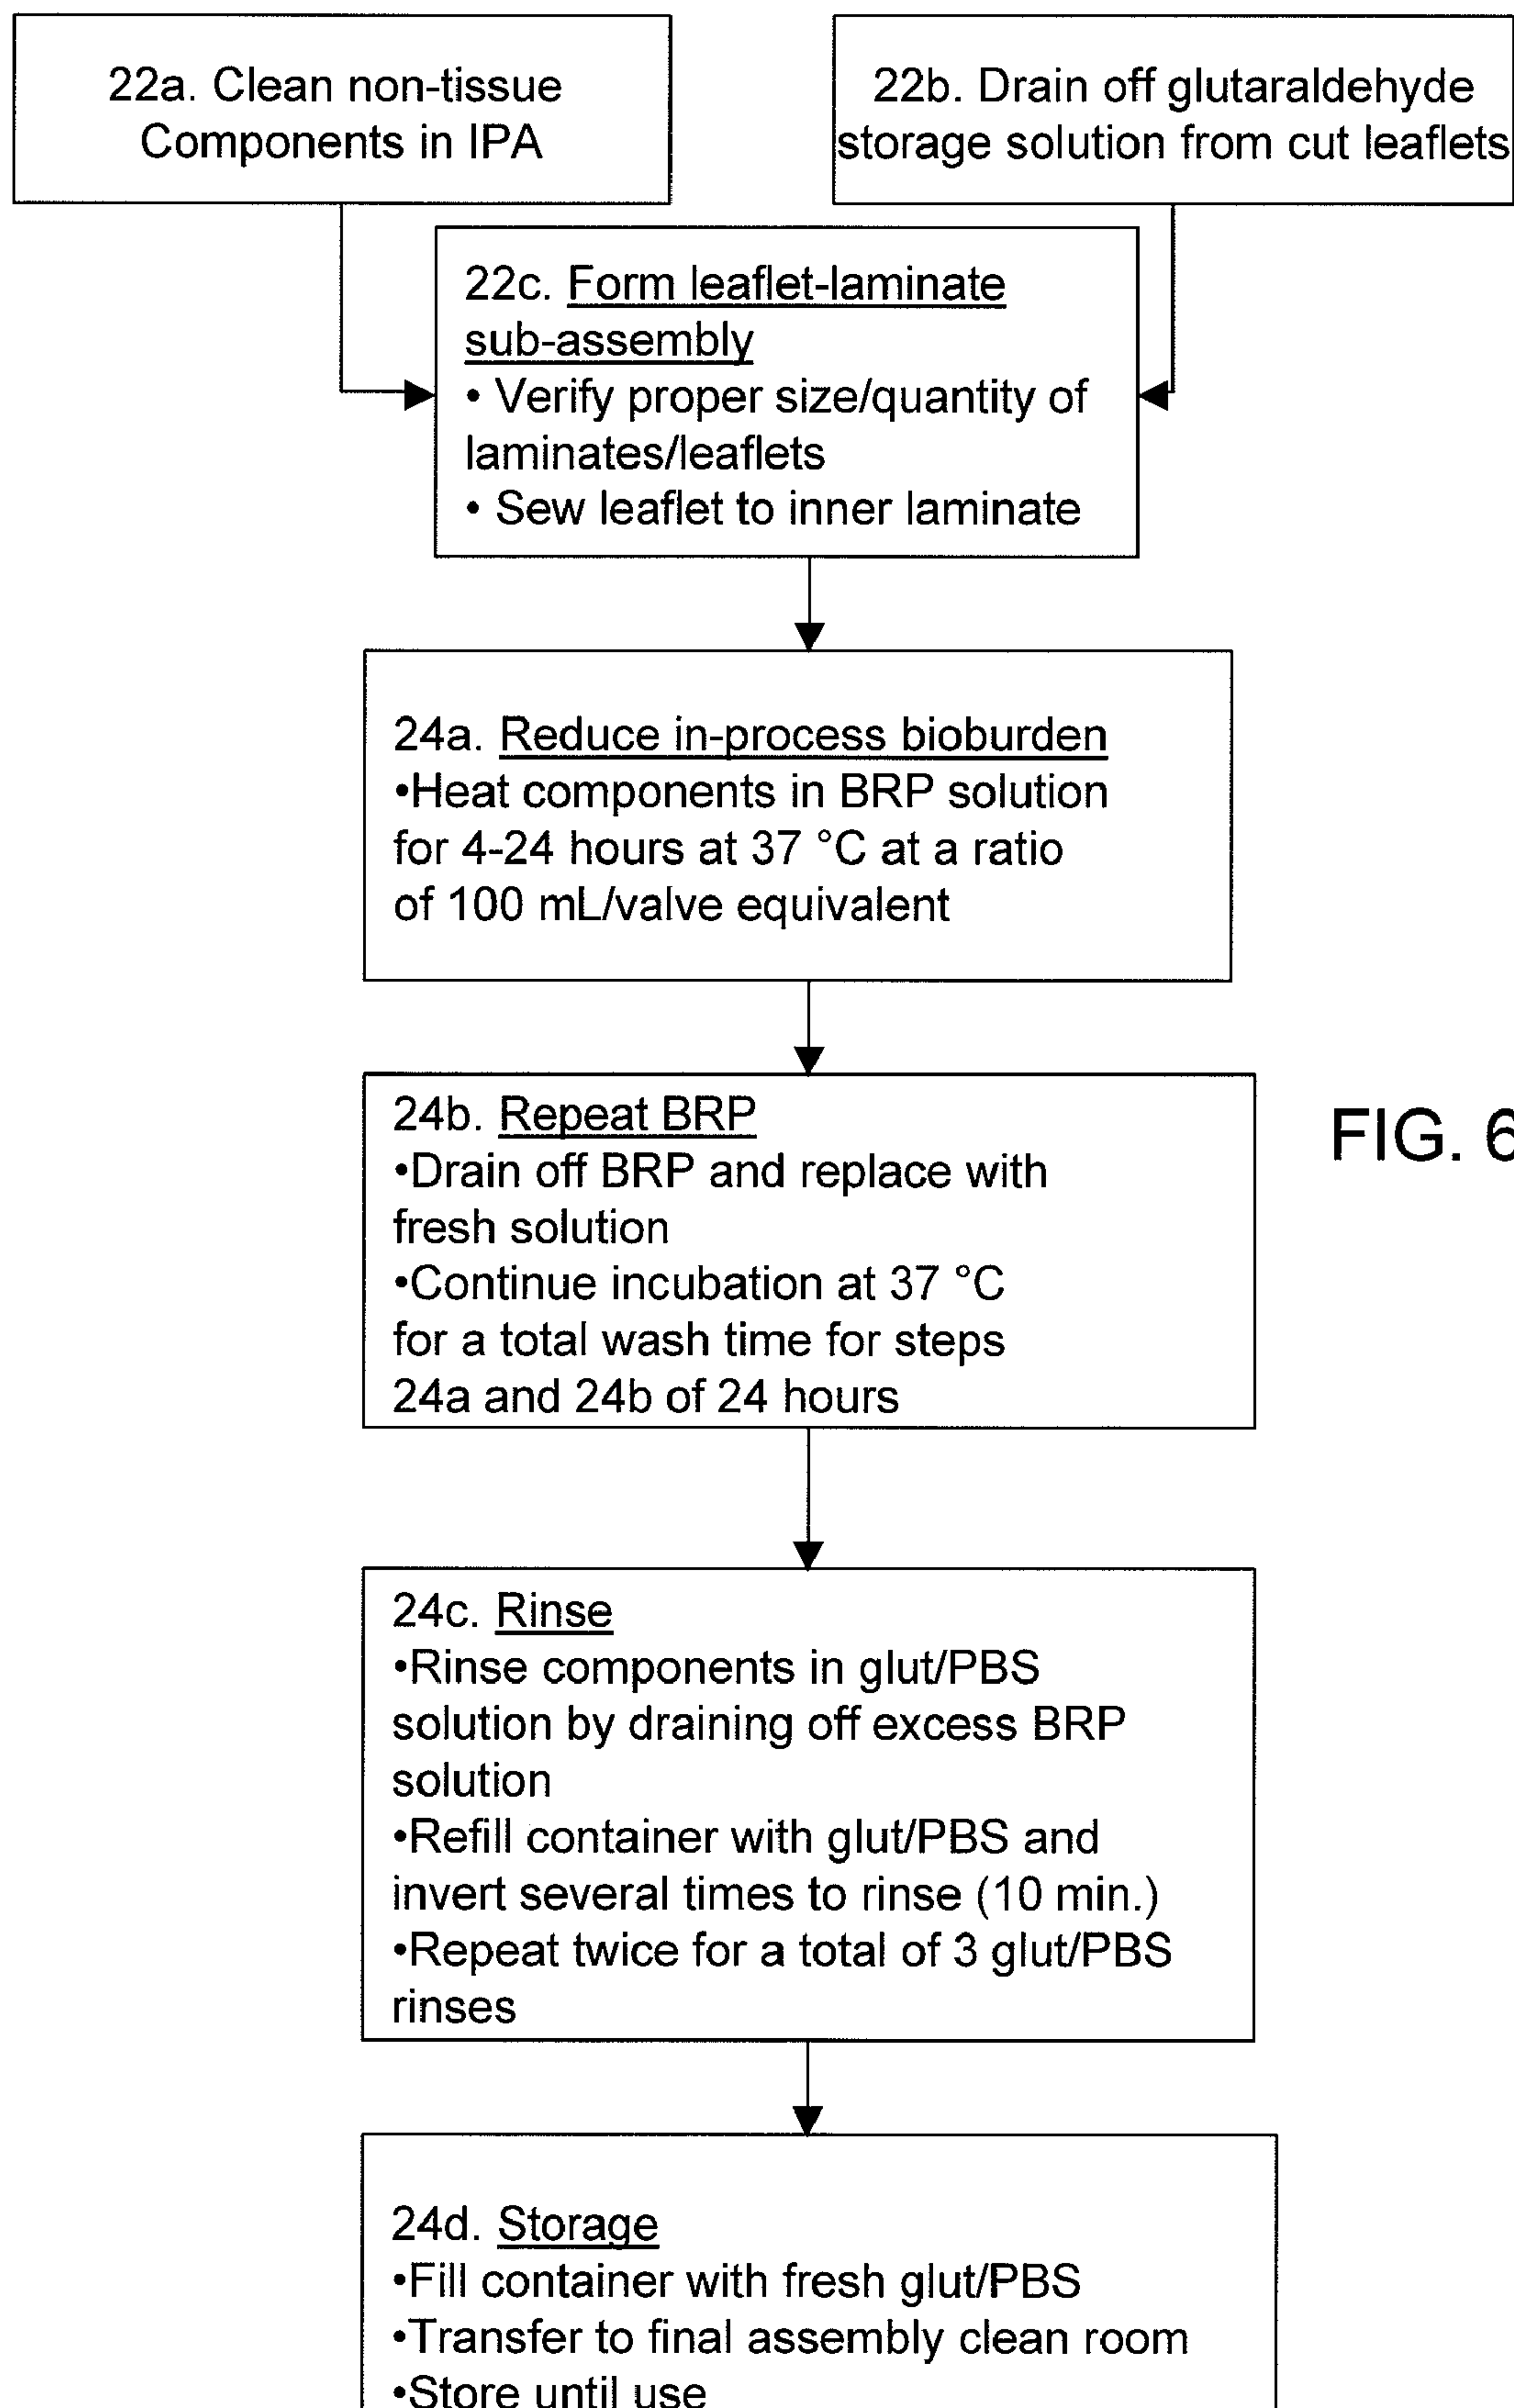 22a. Clean non-tissue
Components in IPA
22b. Drain off glutaraldehyde
storage solution from cut leaflets
22c. Form leaflet-laminate
sub-assembly
• Verify proper size/quantity of
laminates/leaflets
• Sew leaflet to inner laminate
24a. Reduce in-process bioburden
•Heat components in BRP solution
for 4-24 hours at 37 °C at a ratio
of 100 mL/valve equivalent
24b. Repeat BRP
•Drain off BRP and replace with
fresh solution
•Continue incubation at 37 °C
for a total wash time for steps
24a and 24b of 24 hours
FIG. 6
24c. Rinse
•Rinse components in glut/PBS
solution by draining off excess BRP
solution
•Refill container with glut/PBS and
invert several times to rinse (10 min.)
•Repeat twice for a total of 3 glut/PBS
rinses
24d. Storage
•Fill container with fresh glut/PBS
•Transfer to final assembly clean room
•Store until use